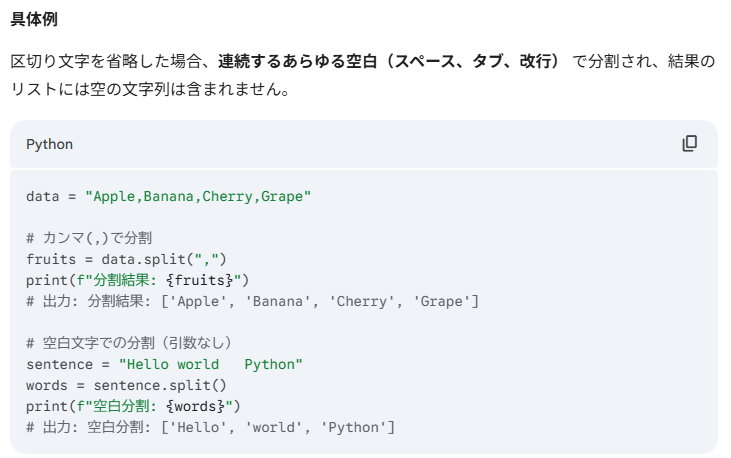 具体例
区切り文字を省略した場合、連続するあらゆる空白（スペース、タブ、改行） で分割され、結果の
リストには空の文字列は含まれません。
Python
data = "Apple,Banana,Cherry,Grape"
# カンマ(,)で分割
fruits = data.split(",")
print(f"分割結果: {fruits}")
# 出力: 分割結果: ['Apple', 'Banana', 'Cherry', 'Grape']
# 空白文字での分割（引数なし）
sentence = "Hello world   Python"
words = sentence.split()
print(f"空白分割: {words}")
# 出力: 空白分割: ['Hello', 'world', 'Python']